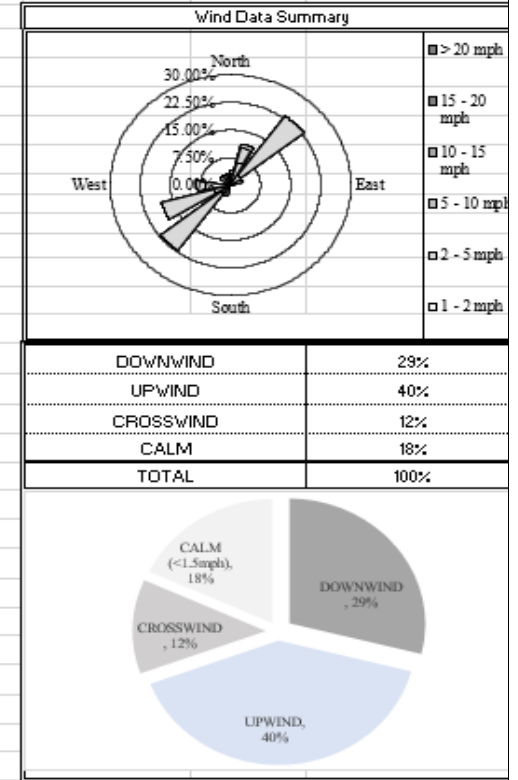 Wind Data Summary
North
30.00%
22.50%
15.00%
7.50%
0.00%
West
East
South
> 20 mph
15 - 20
mph
10 - 15
mph
5 - 10 mph
2 - 5 mph
1 - 2 mph
DOWNWIND 29%
UPWIND 40%
CROSSWIND 12%
CALM 18%
TOTAL 100%
CALM
(<1.5mph),
18%
DOWNWIND
, 29%
CROSSWIND
, 12%
UPWIND,
40%